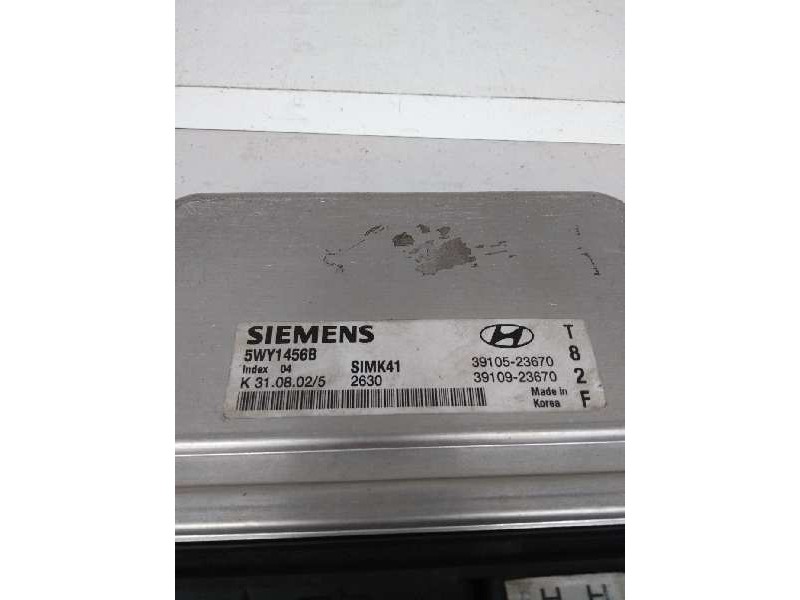 SIEMENS
5WY1456B
Index 04 SIMK41
K 31.08.02/5 2630
39105-23670
39109-23670
Made in
Korea
T
8
2
F
H H